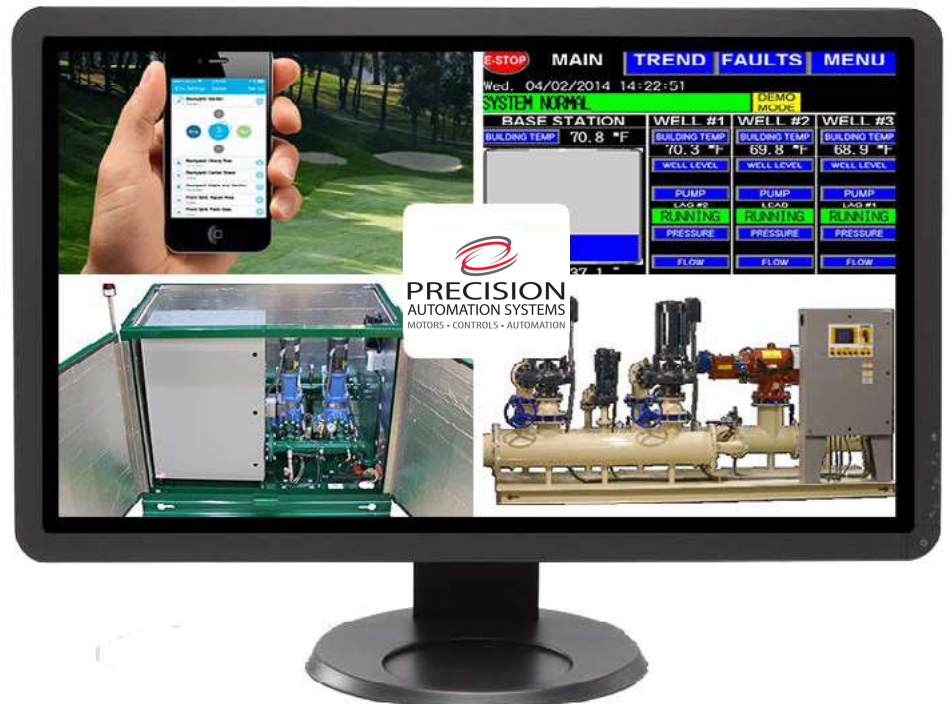 E-STOP MAIN TREND FAULTS MENU
Wed. 04/02/2014 14:22:51
SYSTEM NORMAL DEMO MODE
BASE STATION WELL #1 WELL #2 WELL #3
BUILDING TEMP 70.8 °F BUILDING TEMP BUILDING TEMP BUILDING TEMP
70.3 °F 69.8 °F 68.9 °F
WELL LEVEL WELL LEVEL WELL LEVEL
PUMP PUMP PUMP
LAG #2 LEAD LAG #1
RUNNING RUNNING RUNNING
PRESSURE PRESSURE PRESSURE
FLOW FLOW FLOW
37.1
PRECISION
AUTOMATION SYSTEMS
MOTORS • CONTROLS • AUTOMATION